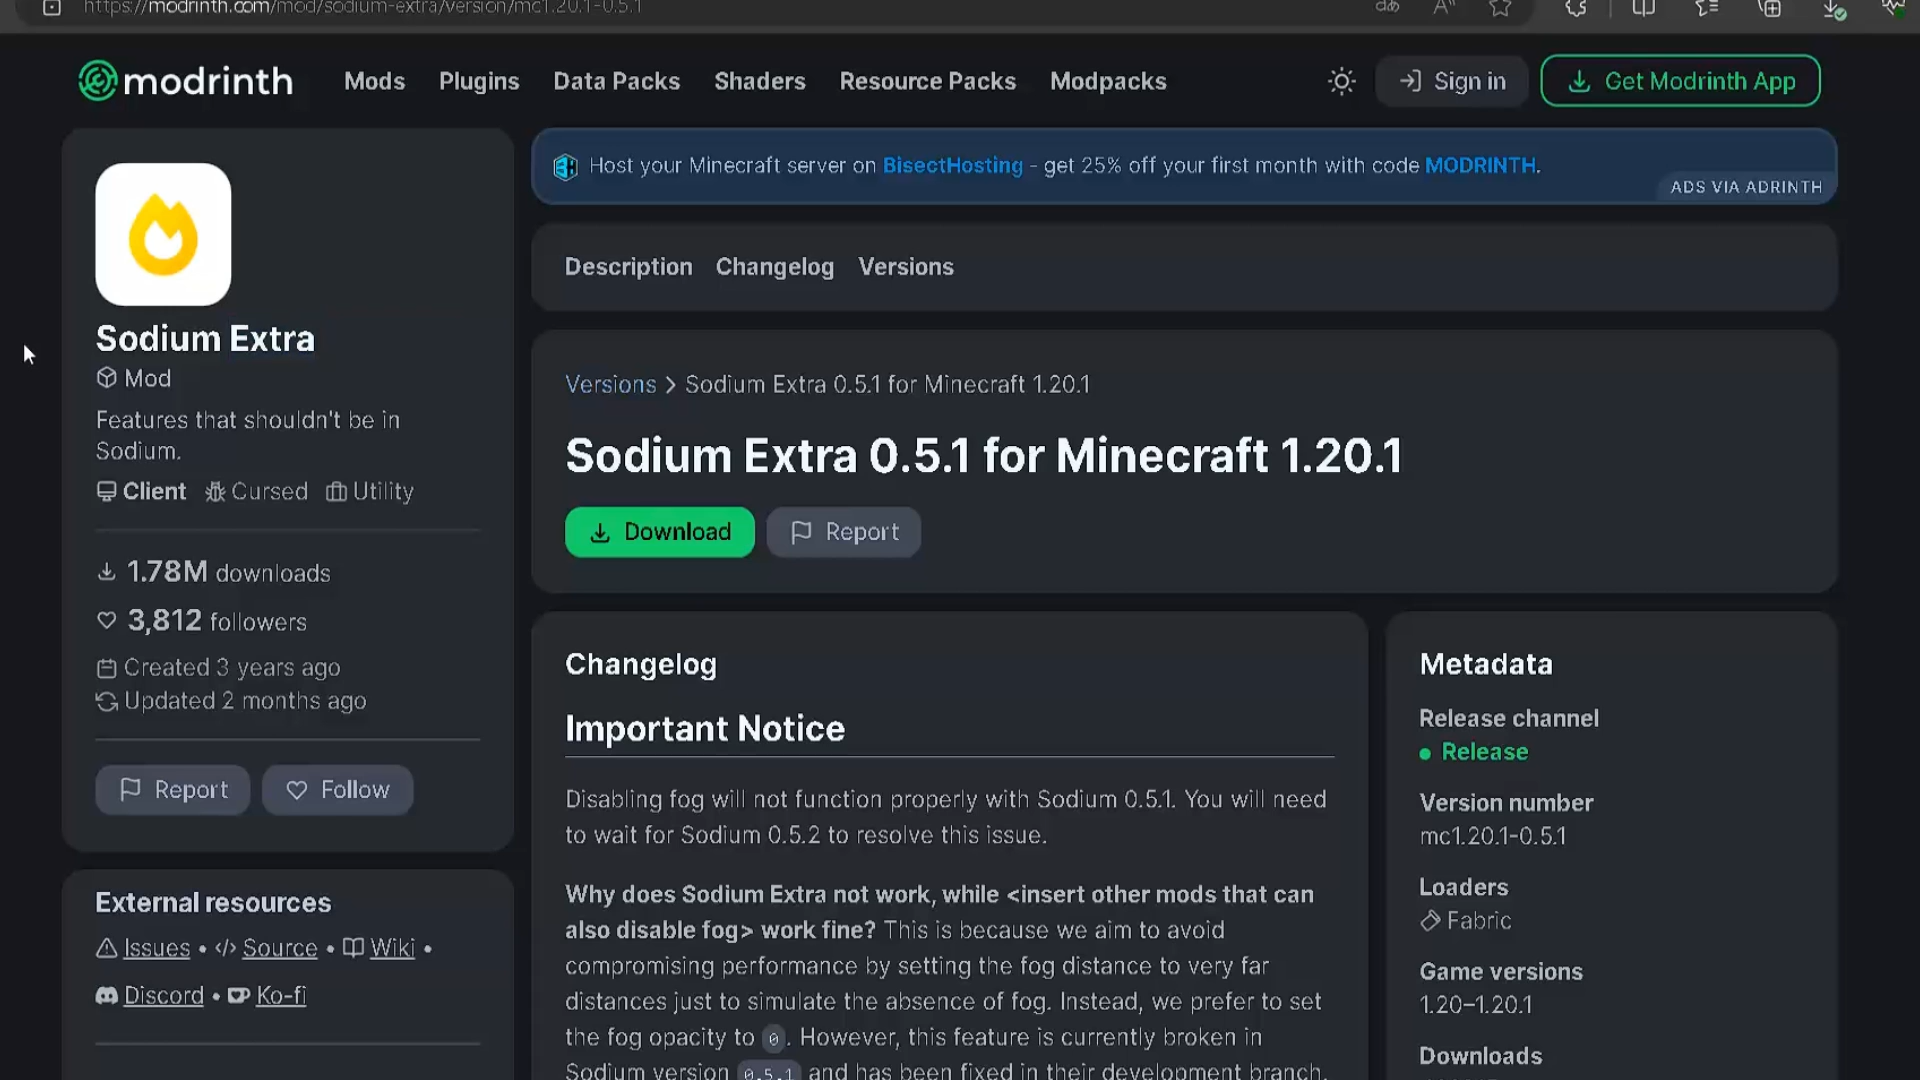 https://modrinth.com/mod/sodium-extra/version/mc1.20.1-0.5.1
modrinth Mods Plugins Data Packs Shaders Resource Packs Modpacks Sign in Get Modrinth App
Host your Minecraft server on BisectHosting - get 25% off your first month with code MODRINTH.
ADS VIA ADRINTH
Description Changelog Versions
Sodium Extra
Mod
Features that shouldn't be in
Sodium.
Client Cursed Utility
1.78M downloads
3,812 followers
Created 3 years ago
Updated 2 months ago
Report Follow
External resources
Issues • Source • Wiki •
Discord • Ko-fi
Versions > Sodium Extra 0.5.1 for Minecraft 1.20.1
Sodium Extra 0.5.1 for Minecraft 1.20.1
Download Report
Changelog
Important Notice
Disabling fog will not function properly with Sodium 0.5.1. You will need
to wait for Sodium 0.5.2 to resolve this issue.
Why does Sodium Extra not work, while <insert other mods that can
also disable fog> work fine? This is because we aim to avoid
compromising performance by setting the fog distance to very far
distances just to simulate the absence of fog. Instead, we prefer to set
the fog opacity to 0. However, this feature is currently broken in
Sodium version 0.5.1 and has been fixed in their development branch.
Metadata
Release channel
• Release
Version number
mc1.20.1-0.5.1
Loaders
Fabric
Game versions
1.20–1.20.1
Downloads